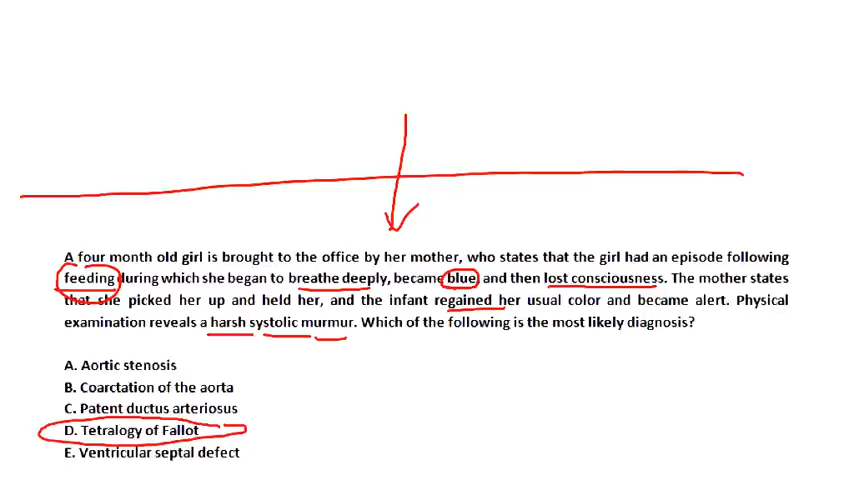 A four month old girl is brought to the office by her mother, who states that the girl had an episode following
feeding during which she began to breathe deeply, became blue, and then lost consciousness. The mother states
that she picked her up and held her, and the infant regained her usual color and became alert. Physical
examination reveals a harsh systolic murmur. Which of the following is the most likely diagnosis?
A. Aortic stenosis
B. Coarctation of the aorta
C. Patent ductus arteriosus
D. Tetralogy of Fallot
E. Ventricular septal defect